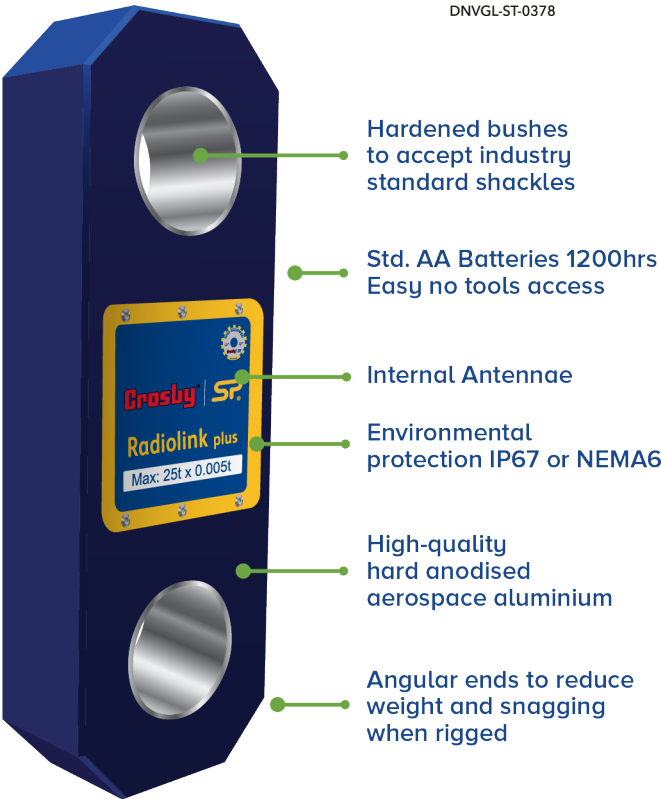 DNVGL-ST-0378
Hardened bushes
to accept industry
standard shackles
Std. AA Batteries 1200hrs
Easy no tools access
Crosby | SP®
Internal Antennae
Radiolink plus
Max: 25t x 0.005t
Environmental
protection IP67 or NEMA6
High-quality
hard anodised
aerospace aluminium
Angular ends to reduce
weight and snagging
when rigged